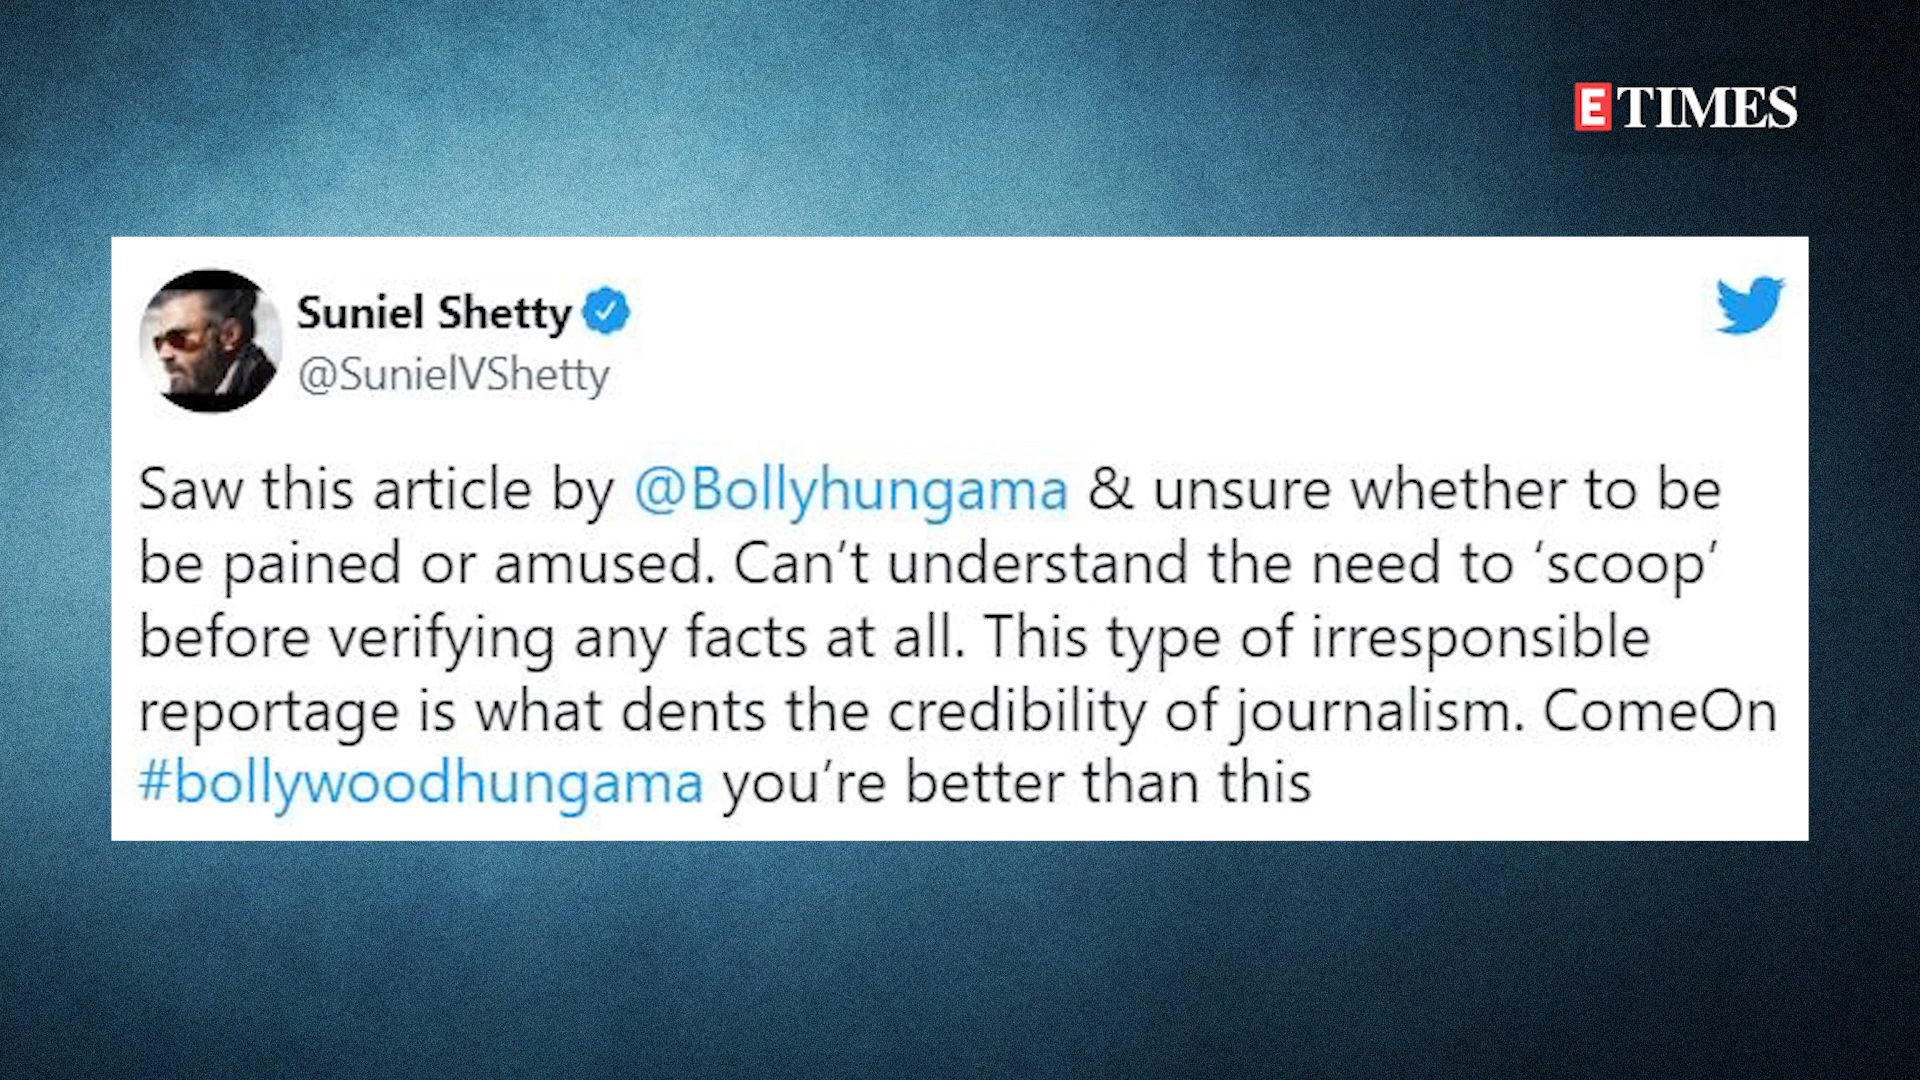 E TIMES
Suniel Shetty
@SunielVShetty
Saw this article by @Bollyhungama & unsure whether to be
be pained or amused. Can’t understand the need to ‘scoop’
before verifying any facts at all. This type of irresponsible
reportage is what dents the credibility of journalism. ComeOn
#bollywoodhungama you’re better than this